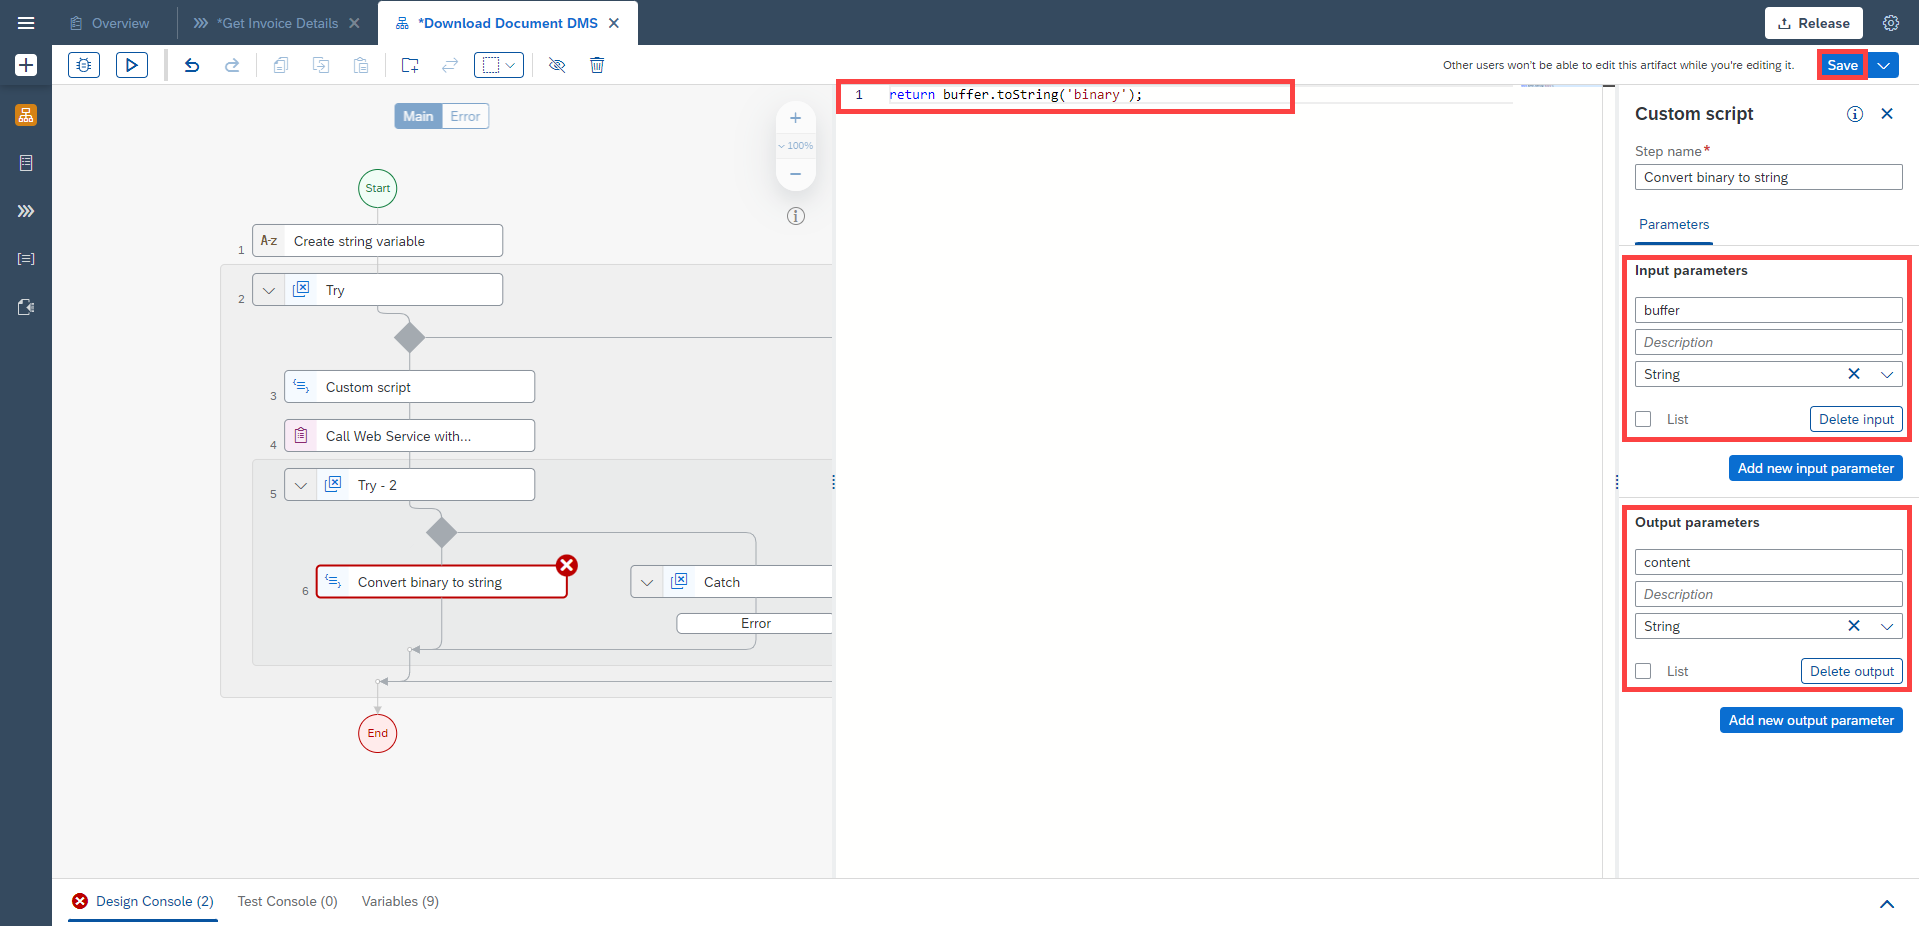 Overview
*Get Invoice Details
*Download Document DMS
Release
Other users won't be able to edit this artifact while you're editing it.
Save
Main
Error
100%
Start
1
A-z
Create string variable
2
Try
3
Custom script
4
Call Web Service with...
5
Try - 2
6
Convert binary to string
Catch
Error
End
1
return buffer.toString('binary');
Custom script
Step name*
Convert binary to string
Parameters
Input parameters
buffer
Description
String
List
Delete input
Add new input parameter
Output parameters
content
Description
String
List
Delete output
Add new output parameter
Design Console (2)
Test Console (0)
Variables (9)